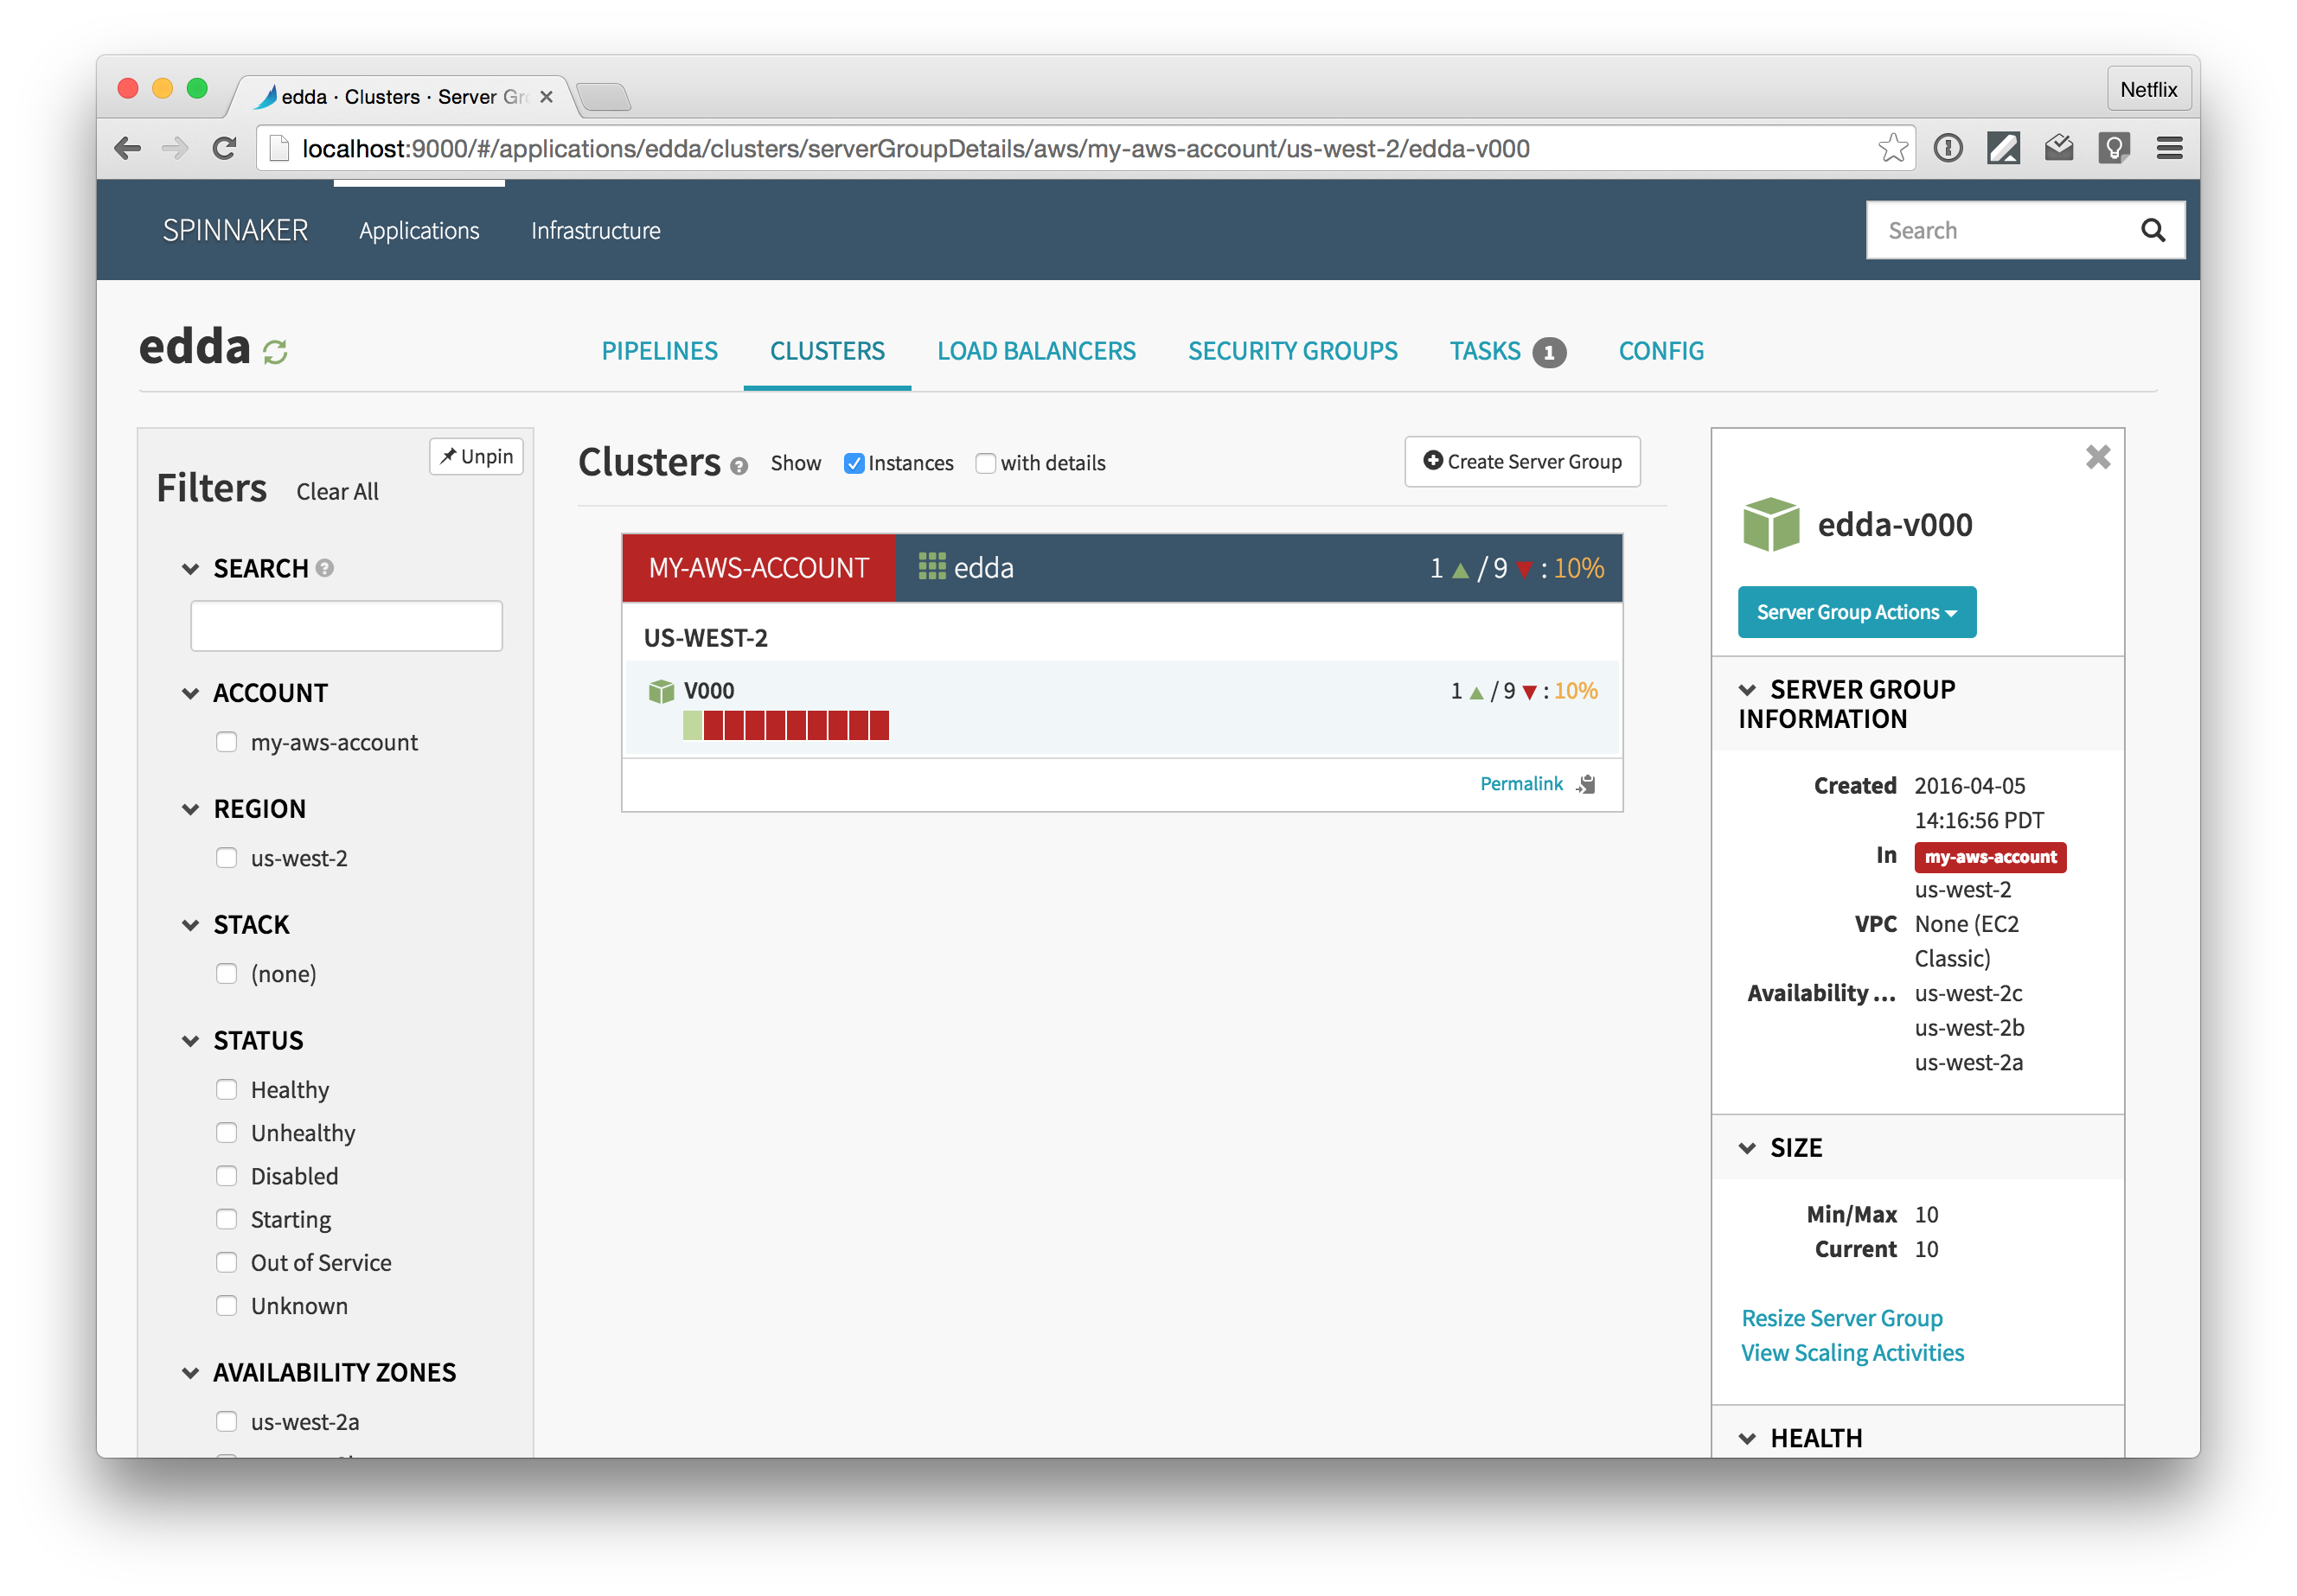 edda · Clusters · Server Gr
Netflix
localhost:9000/#/applications/edda/clusters/serverGroupDetails/aws/my-aws-account/us-west-2/edda-v000
SPINNAKER Applications Infrastructure Search
edda PIPELINES CLUSTERS LOAD BALANCERS SECURITY GROUPS TASKS 1 CONFIG
Unpin
Filters Clear All
SEARCH ?
ACCOUNT
my-aws-account
REGION
us-west-2
STACK
(none)
STATUS
Healthy
Unhealthy
Disabled
Starting
Out of Service
Unknown
AVAILABILITY ZONES
us-west-2a
Clusters ? Show Instances with details Create Server Group
MY-AWS-ACCOUNT edda 1 ▲ / 9 ▼ : 10%
US-WEST-2
V000 1 ▲ / 9 ▼ : 10%
Permalink
edda-v000
Server Group Actions
SERVER GROUP
INFORMATION
Created 2016-04-05
14:16:56 PDT
In my-aws-account
us-west-2
VPC None (EC2
Classic)
Availability ... us-west-2c
us-west-2b
us-west-2a
SIZE
Min/Max 10
Current 10
Resize Server Group
View Scaling Activities
HEALTH